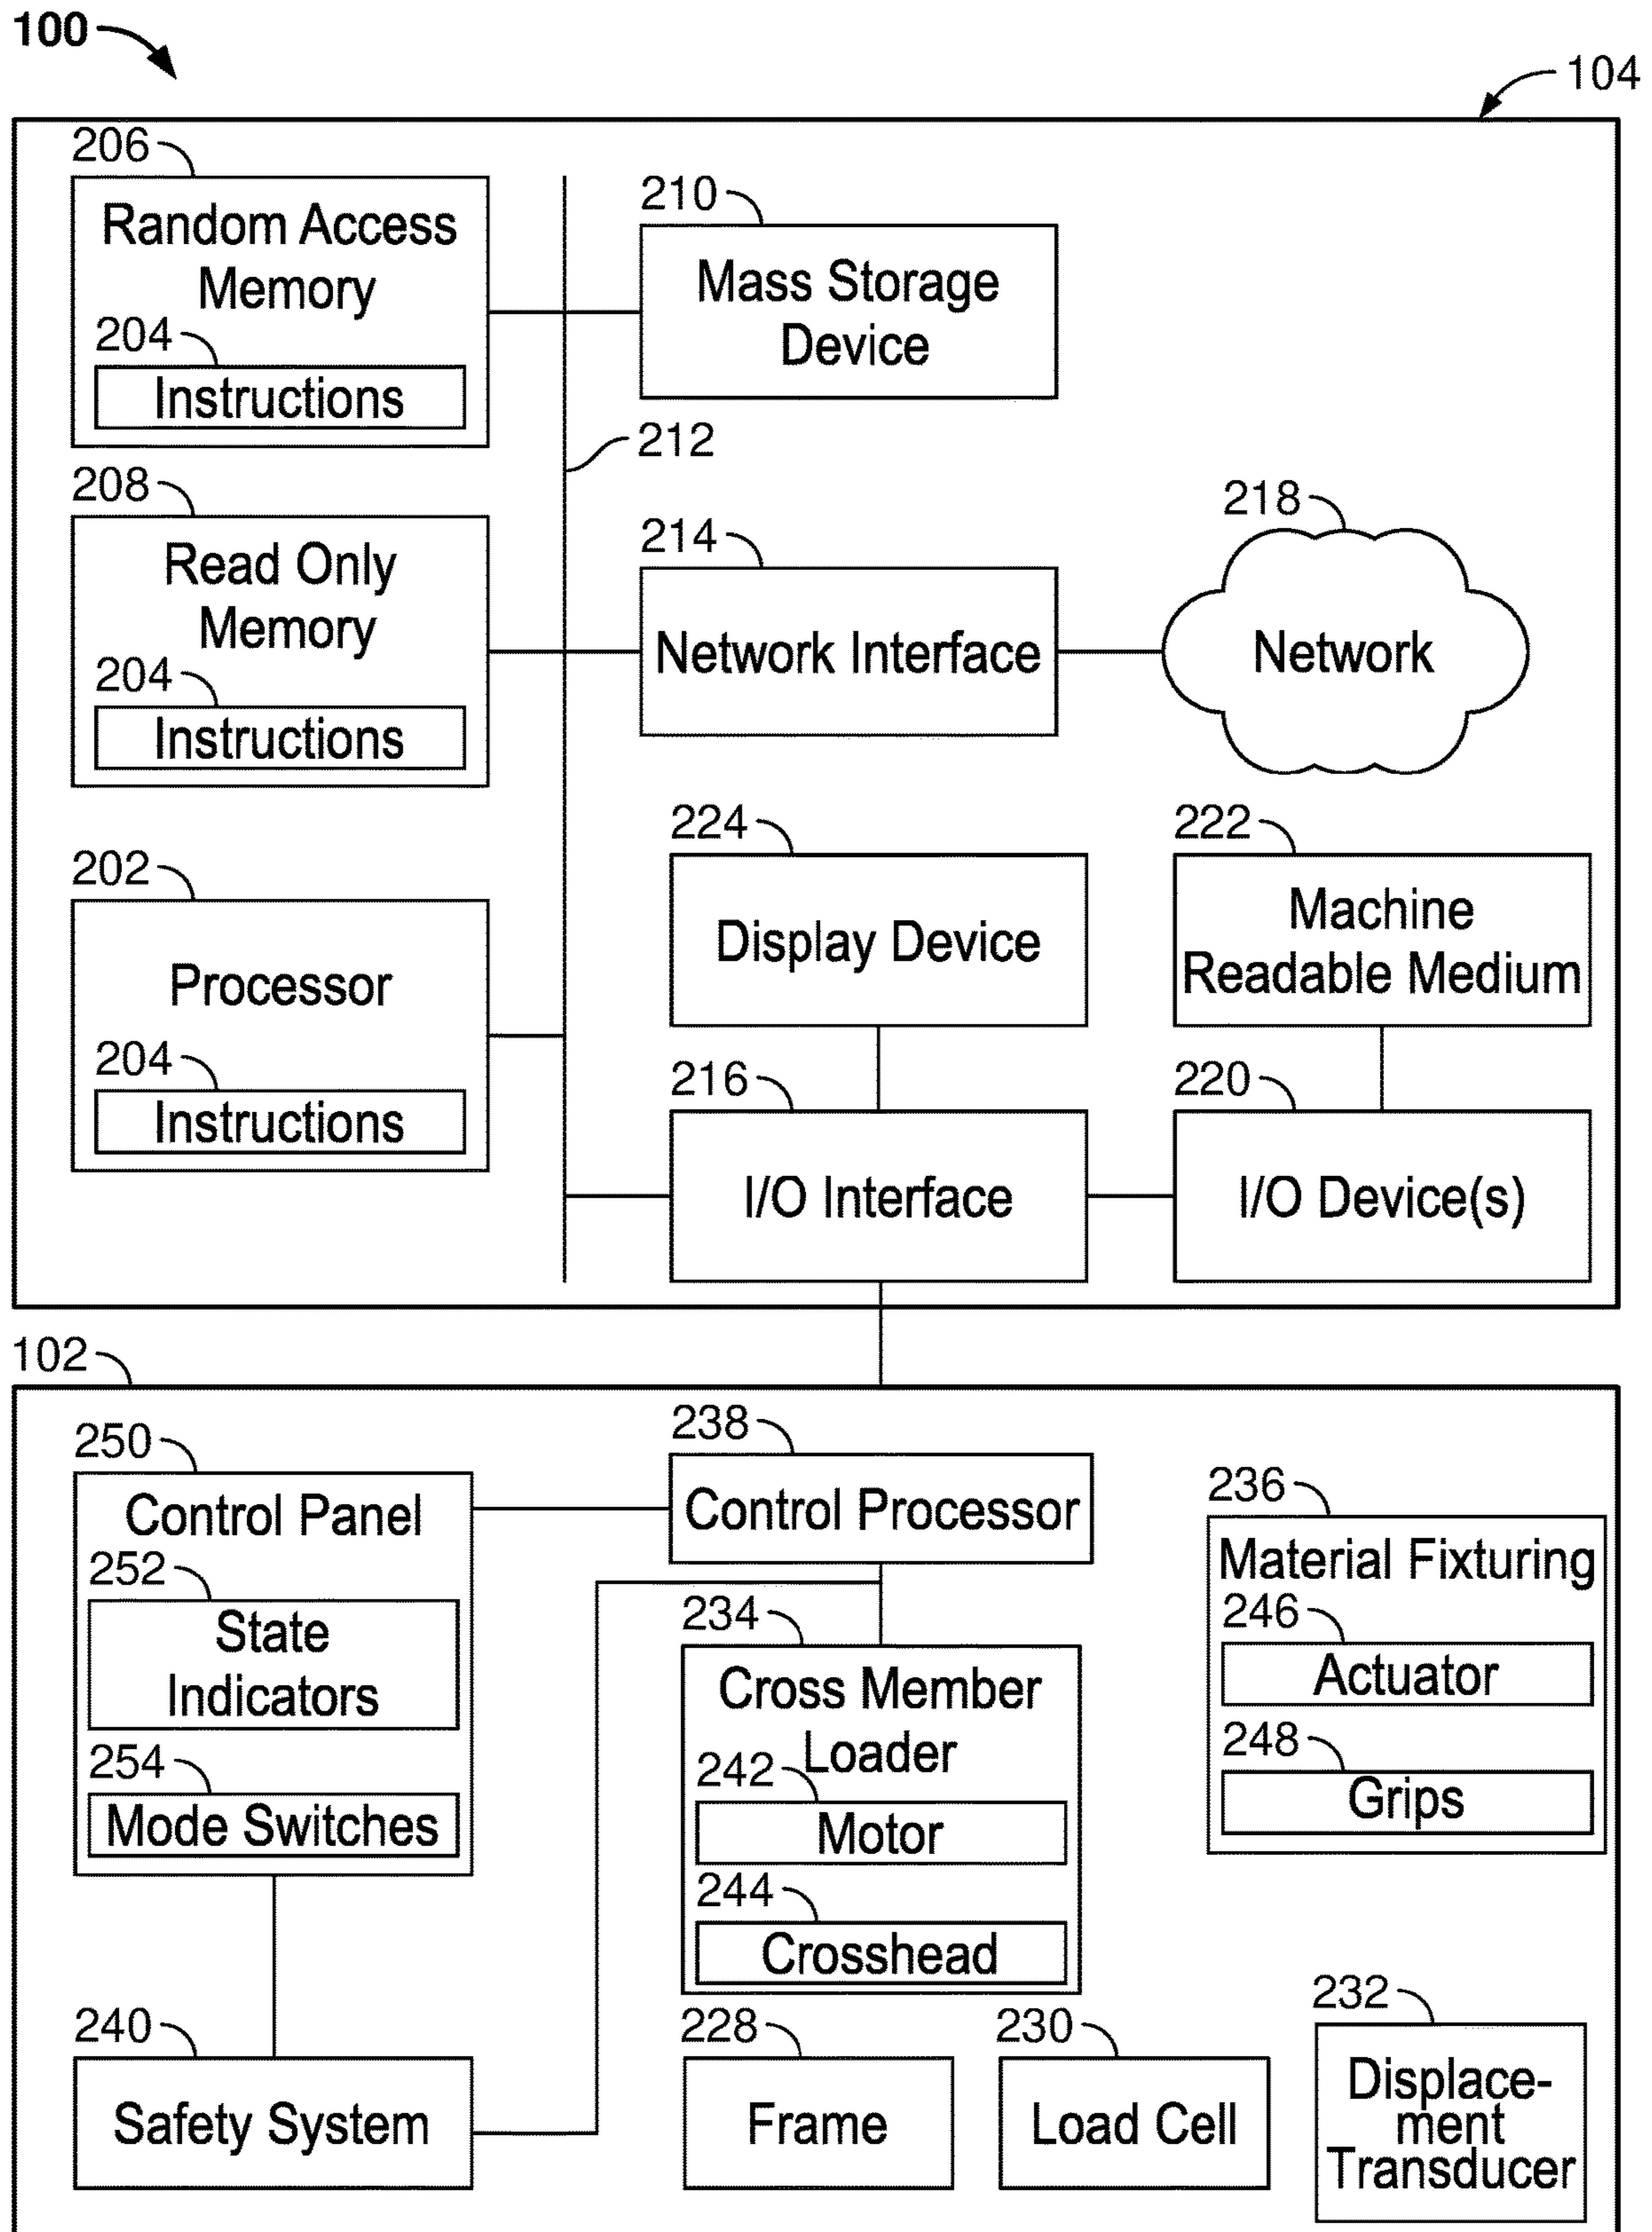 100
104
206
Random Access
Memory
204
Instructions
210
Mass Storage
Device
212
208
Read Only
Memory
204
Instructions
214
Network Interface
218
Network
202
Processor
204
Instructions
224
Display Device
222
Machine
Readable Medium
216
I/O Interface
220
I/O Device(s)
102
250
Control Panel
252
State
Indicators
254
Mode Switches
238
Control Processor
234
Cross Member
Loader
242
Motor
244
Crosshead
236
Material Fixturing
246
Actuator
248
Grips
240
Safety System
228
Frame
230
Load Cell
232
Displace-
ment
Transducer